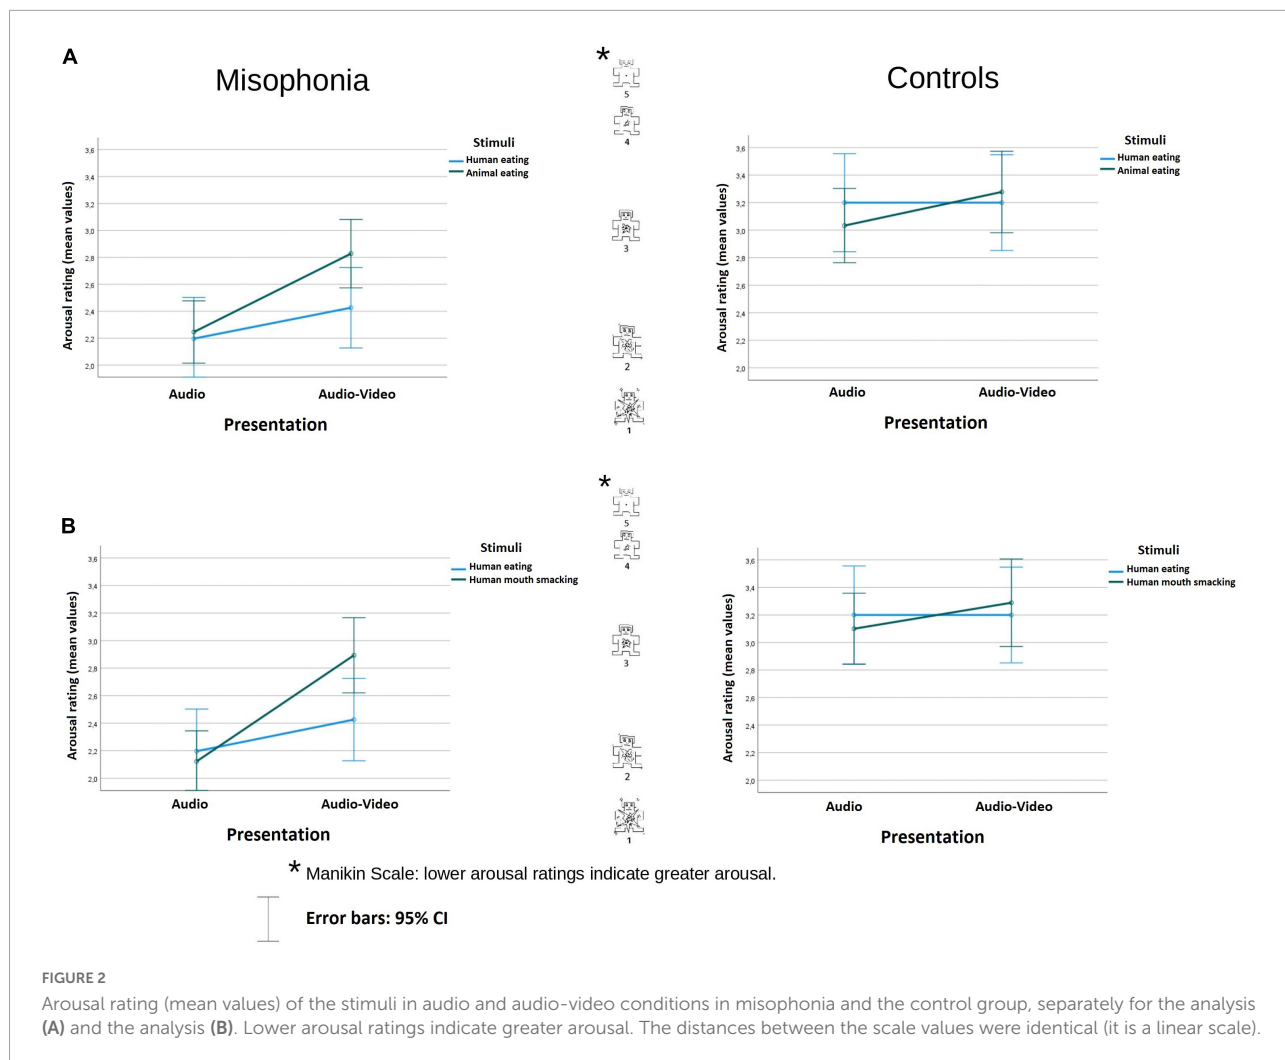 A
Misophonia
Stimuli
Human eating
Animal eating
Arousal rating (mean values)
3,6
3,4
3,2
3,0
2,8
2,6
2,4
2,2
2,0
Audio
Audio-Video
Presentation
*
5
4
3
2
1
Controls
Stimuli
Human eating
Animal eating
Arousal rating (mean values)
3,6
3,4
3,2
3,0
2,8
2,6
2,4
2,2
2,0
Audio
Audio-Video
Presentation
B
Stimuli
Human eating
Human mouth smacking
Arousal rating (mean values)
3,6
3,4
3,2
3,0
2,8
2,6
2,4
2,2
2,0
Audio
Audio-Video
Presentation
*
5
4
3
2
1
Stimuli
Human eating
Human mouth smacking
Arousal rating (mean values)
3,6
3,4
3,2
3,0
2,8
2,6
2,4
2,2
2,0
Audio
Audio-Video
Presentation
* Manikin Scale: lower arousal ratings indicate greater arousal.
Error bars: 95% CI
FIGURE 2
Arousal rating (mean values) of the stimuli in audio and audio-video conditions in misophonia and the control group, separately for the analysis
(A) and the analysis (B). Lower arousal ratings indicate greater arousal. The distances between the scale values were identical (it is a linear scale).